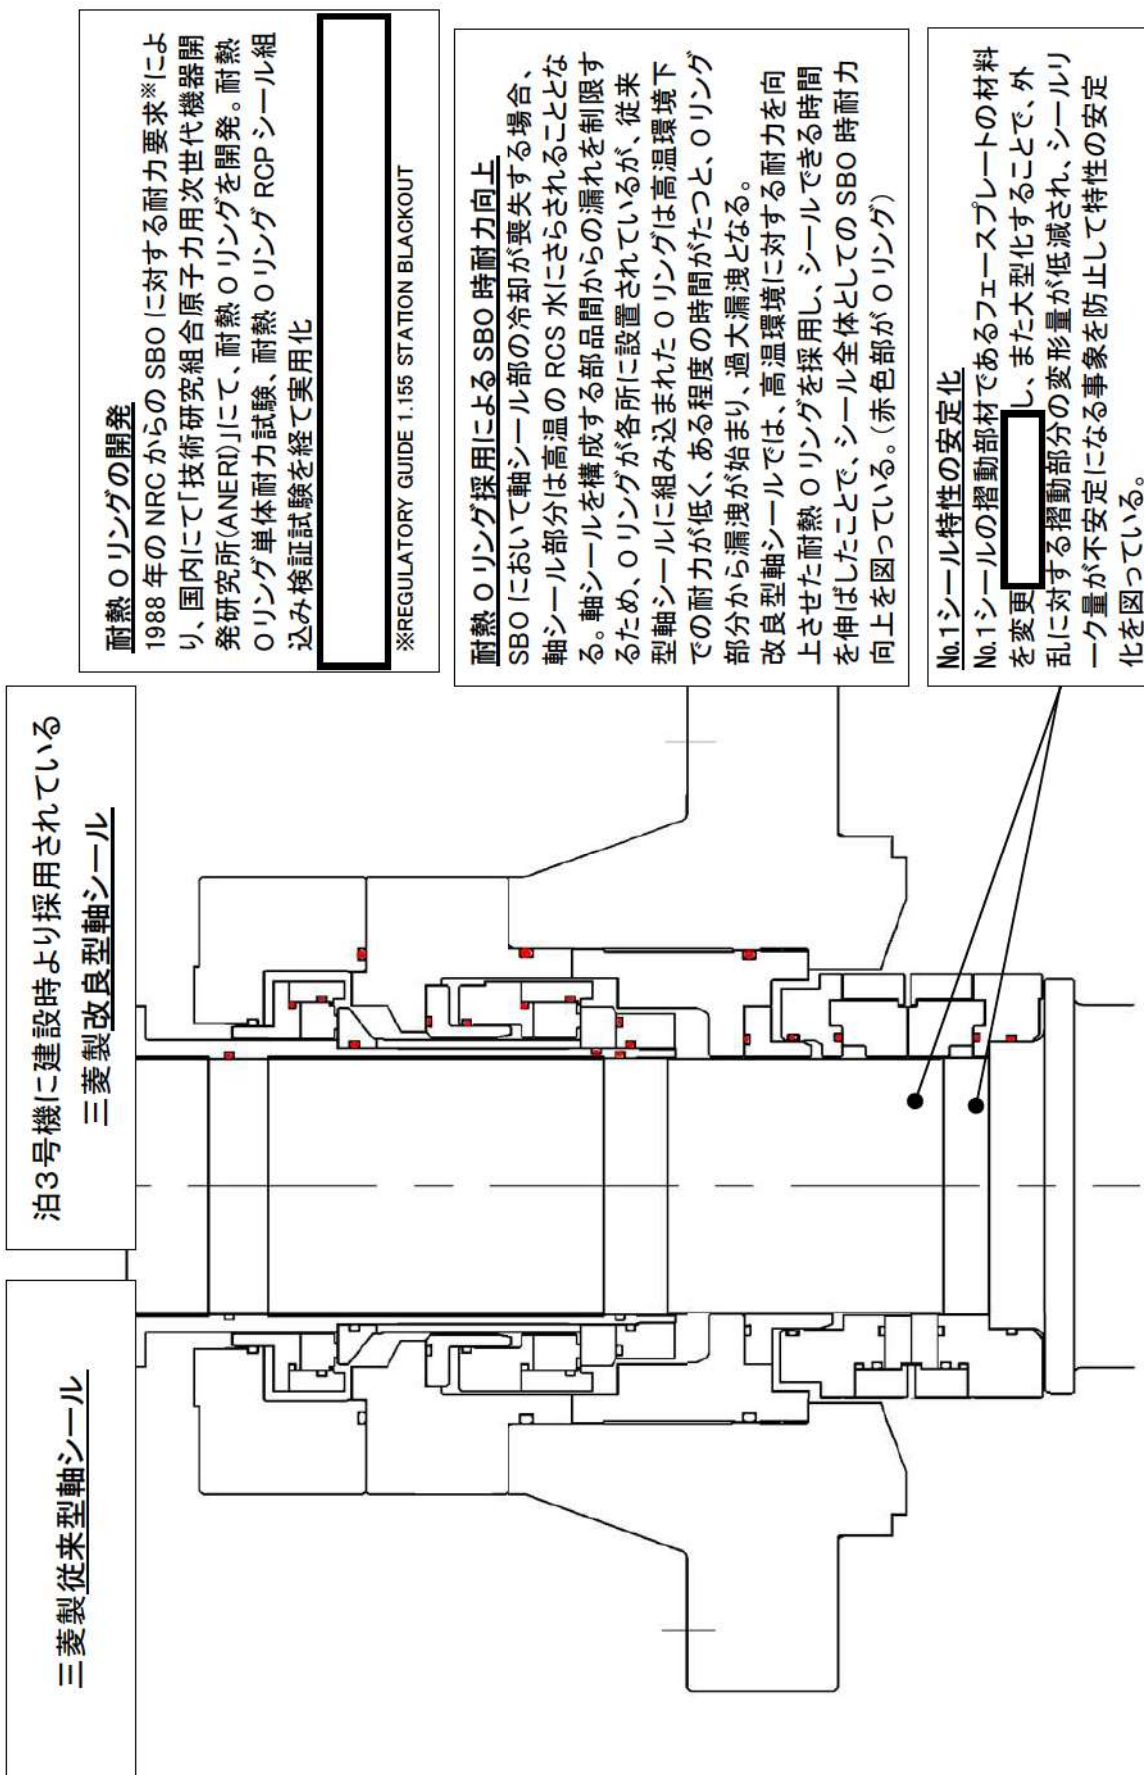 三菱製従来型軸シール
泊3号機に建設時より採用されている
三菱製改良型軸シール
耐熱Oリングの開発
1988年のNRCからのSBOに対する耐力要求※によ
り、国内にて「技術研究組合原子力用次世代機器開
発研究所(ANERI)」にて、耐熱Oリングを開発。耐熱
Oリング単体耐力試験、耐熱OリングRCPシール組
込み検証試験を経て実用化
※REGULATORY GUIDE 1.155 STATION BLACKOUT
耐熱Oリング採用によるSBO時耐力向上
SBOにおいて軸シール部の冷却が喪失する場合、
軸シール部分は高温のRCS水にさらされることとな
る。軸シールを構成する部品間からの漏れを制限す
るため、Oリングが各所に設置されているが、従来
型軸シールに組み込まれたOリングは高温環境下
での耐力が低く、ある程度の時間がたつと、Oリング
部分から漏洩が始まり、過大漏洩となる。
改良型軸シールでは、高温環境に対する耐力を向
上させた耐熱Oリングを採用し、シールできる時間
を伸ばしたことで、シール全体としてのSBO時耐力
向上を図っている。(赤色部がOリング)
No.1シール特性の安定化
No.1シールの摺動部材であるフェースプレートの材料
を変更し、また大型化することで、外
乱に対する摺動部分の変形量が低減され、シールリ
ーク量が不安定になる事象を防止して特性の安定
化を図っている。